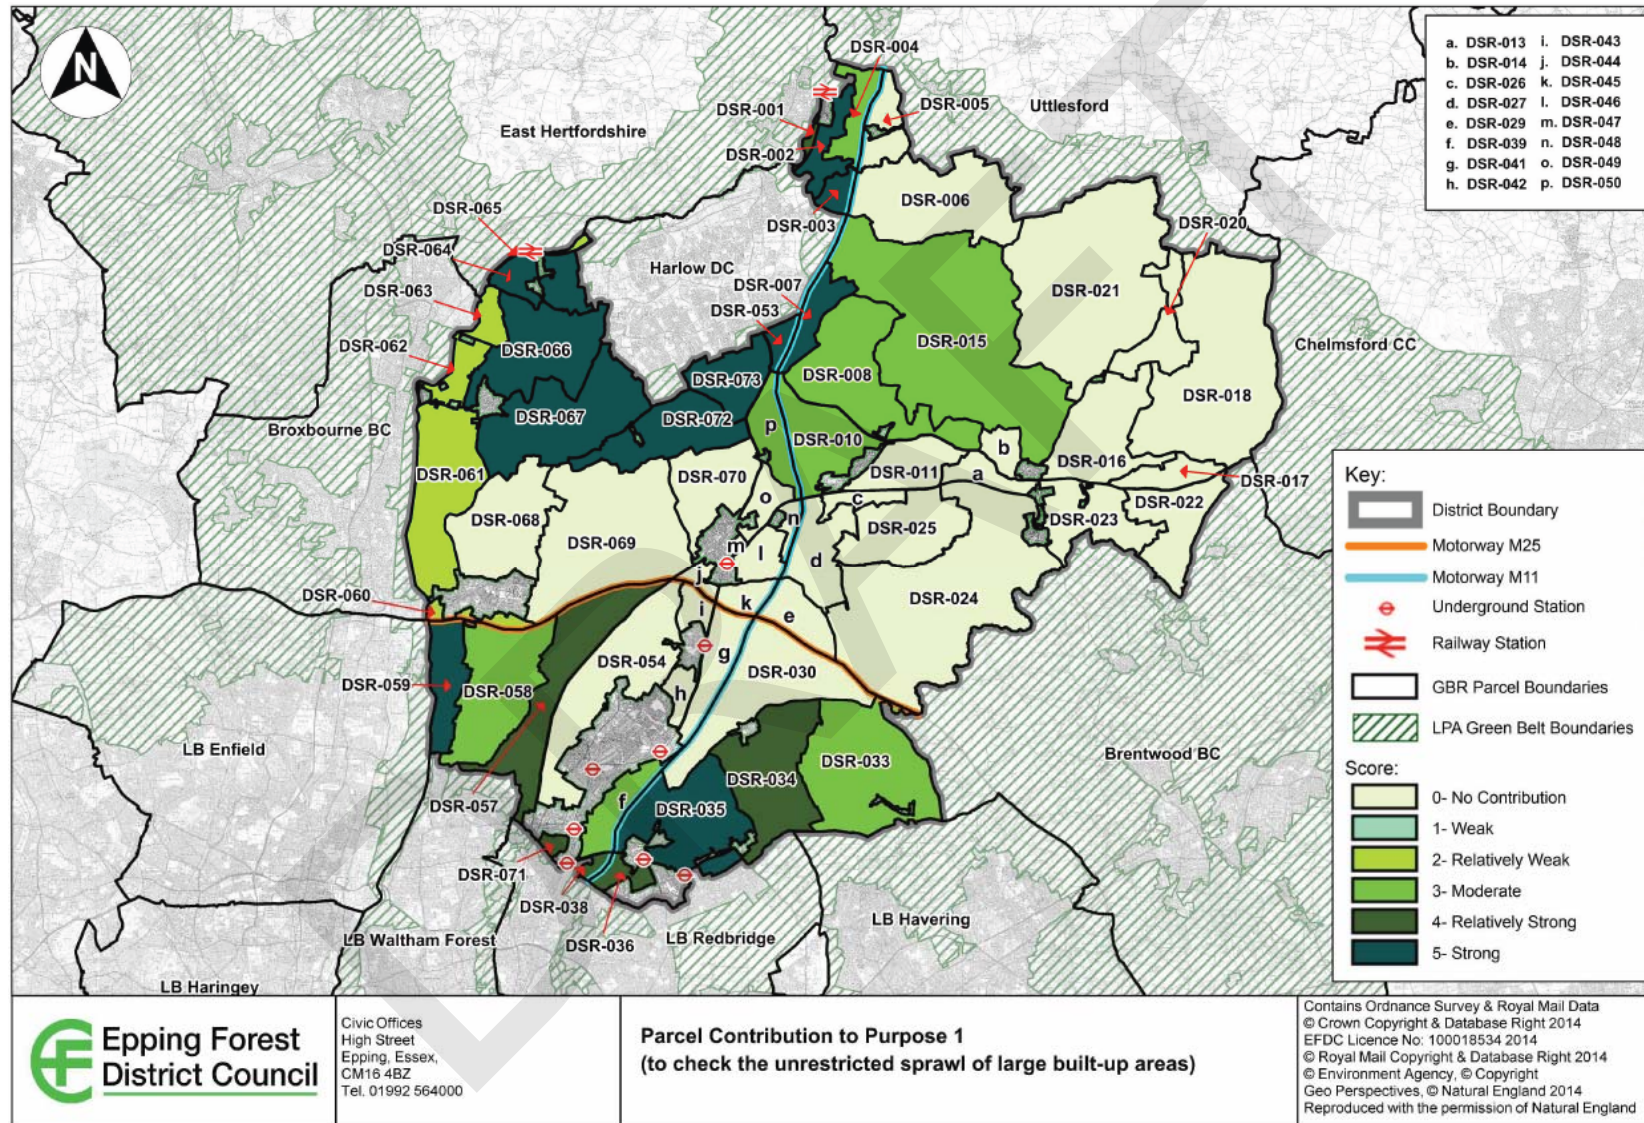 N
a. DSR-013 i. DSR-043
b. DSR-014 j. DSR-044
c. DSR-026 k. DSR-045
d. DSR-027 l. DSR-046
e. DSR-029 m. DSR-047
f. DSR-039 n. DSR-048
g. DSR-041 o. DSR-049
h. DSR-042 p. DSR-050
DSR-004
DSR-001
DSR-005
Uttlesford
East Hertfordshire
DSR-002
DSR-006
DSR-065
DSR-003
DSR-020
DSR-064
Harlow DC
DSR-063
DSR-007
DSR-021
DSR-053
DSR-062
DSR-066
DSR-015
Chelmsford CC
DSR-073
DSR-008
DSR-018
DSR-067
DSR-072
Broxbourne BC
p
DSR-010
b
DSR-061
DSR-070
DSR-011
a
DSR-016
DSR-017
o
c
DSR-022
DSR-068
DSR-069
n
DSR-025
DSR-023
m
l
d
j
DSR-060
i
k
e
DSR-024
DSR-054
g
DSR-030
DSR-059
DSR-058
h
LB Enfield
Brentwood BC
DSR-033
DSR-034
DSR-057
f
DSR-035
DSR-071
DSR-038
LB Havering
LB Waltham Forest
DSR-036
LB Redbridge
LB Haringey
Key:
District Boundary
Motorway M25
Motorway M11
Underground Station
Railway Station
GBR Parcel Boundaries
LPA Green Belt Boundaries
Score:
0- No Contribution
1- Weak
2- Relatively Weak
3- Moderate
4- Relatively Strong
5- Strong
DRAFT
Epping Forest
District Council
Civic Offices
High Street
Epping, Essex,
CM16 4BZ
Tel. 01992 564000
Parcel Contribution to Purpose 1
(to check the unrestricted sprawl of large built-up areas)
Contains Ordnance Survey & Royal Mail Data
© Crown Copyright & Database Right 2014
EFDC Licence No: 100018534 2014
© Royal Mail Copyright & Database Right 2014
© Environment Agency, © Copyright
Geo Perspectives, © Natural England 2014
Reproduced with the permission of Natural England